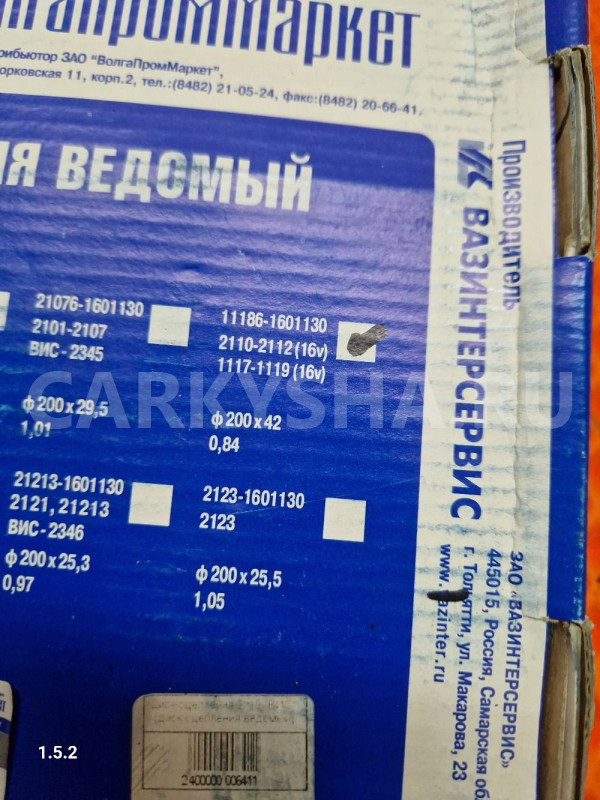 лгаПромМаркет
рибьютор ЗАО "ВолгаПромМаркет",
орковская 11, корп.2, тел.:(8482) 21-05-24, факс:(8482) 20-66-41.
ИЯ ВЕДОМЫЙ
21076-1601130
2101-2107
ВИС-2345
ф 200 х 29,5
1,01
11186-1601130
2110-2112 (16v)
1117-1119 (16v)
ф 200 х 42
0,84
21213-1601130
2121, 21213
ВИС-2346
ф 200 х 25,3
0,97
2123-1601130
2123
ф 200 х 25,5
1,05
Производитель
ВАЗИНТЕРСЕРВИС
ЗАО «ВАЗИНТЕРСЕРВИС»
445015, Россия, Самарская об
г. Тольятти, ул. Макарова, 23
www. azinter.ru
CARKYSHA.RU
2400000 006411
1.5.2